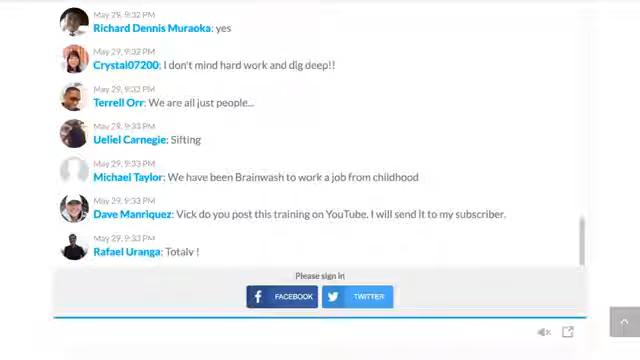 May 29, 9:32 PM
Richard Dennis Muraoka: yes
May 29, 9:32 PM
Crystal07200: I don't mind hard work and dig deep!!
May 29, 9:32 PM
Terrell Orr: We are all just people...
May 29, 9:33 PM
Ueliel Carnegie: Sifting
May 29, 9:33 PM
Michael Taylor: We have been Brainwash to work a job from childhood
May 29, 9:33 PM
Dave Manriquez: Vick do you post this training on YouTube. I will send it to my subscriber.
May 29, 9:33 PM
Rafael Uranga: Totaly !
Please sign in
FACEBOOK
TWITTER